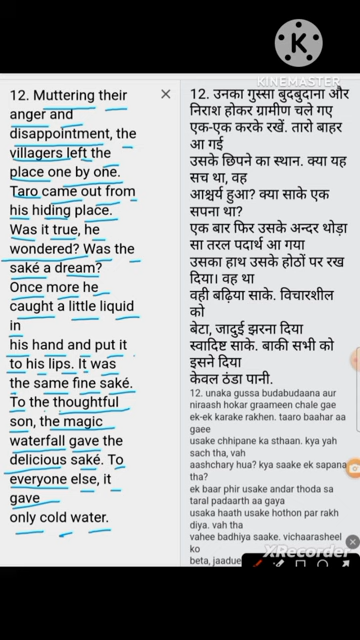 KINEMASTER
12. Muttering their
anger and
disappointment, the
villagers left the
place one by one.
Taro came out from
his hiding place.
Was it true, he
wondered? Was the
saké a dream?
Once more he
caught a little liquid
in
his hand and put it
to his lips. It was
the same fine saké.
To the thoughtful
son, the magic
waterfall gave the
delicious saké. To
everyone else, it
gave
only cold water.
12. उनका गुस्सा बुदबुदाना और
निराश होकर ग्रामीण चले गए
एक-एक करके रखें. तारो बाहर
आ गई
उसके छिपने का स्थान. क्या यह
सच था, वह
आश्चर्य हुआ? क्या साके एक
सपना था?
एक बार फिर उसके अन्दर थोड़ा
सा तरल पदार्थ आ गया
उसका हाथ उसके होठों पर रख
दिया। वह था
वही बढ़िया साके. विचारशील
को
बेटा, जादुई झरना दिया
स्वादिष्ट साके. बाकी सभी को
इसने दिया
केवल ठंडा पानी.
12. unaka gussa budabudaana aur
niraash hokar graameen chale gae
ek-ek karake rakhen. taaro baahar aa
gaee
usake chhipane ka sthaan. kya yah
sach tha, vah
aashchary hua? kya saake ek sapana
tha?
ek baar phir usake andar thoda sa
taral padaarth aa gaya
usaka haath usake hothon par rakh
diya. vah tha
vahee badhiya saake. vichaarasheel
ko
beta, jaaduee
XRecorder